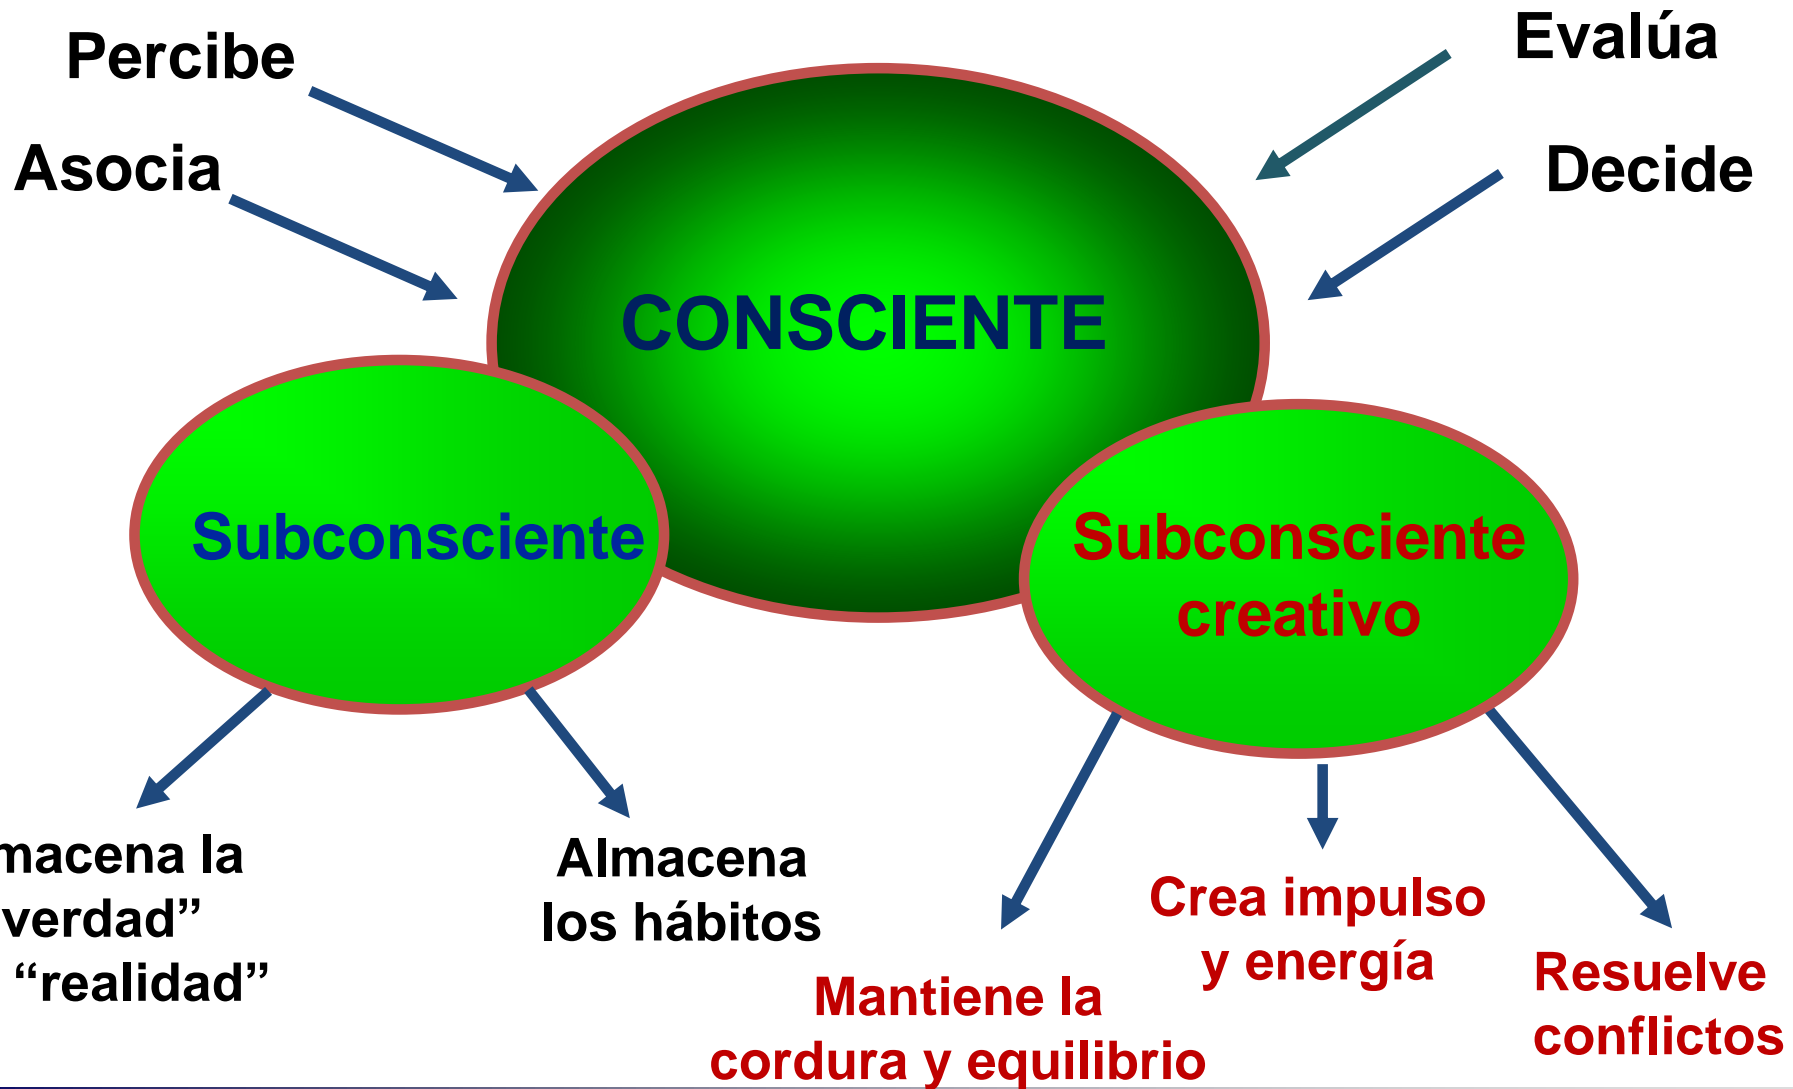 Percibe
Asocia
Evalúa
Decide
CONSCIENTE
Subconsciente
Subconsciente
creativo
macena la
verdad”
“realidad”
Almacena
los hábitos
Mantiene la
cordura y equilibrio
Crea impulso
y energía
Resuelve
conflictos